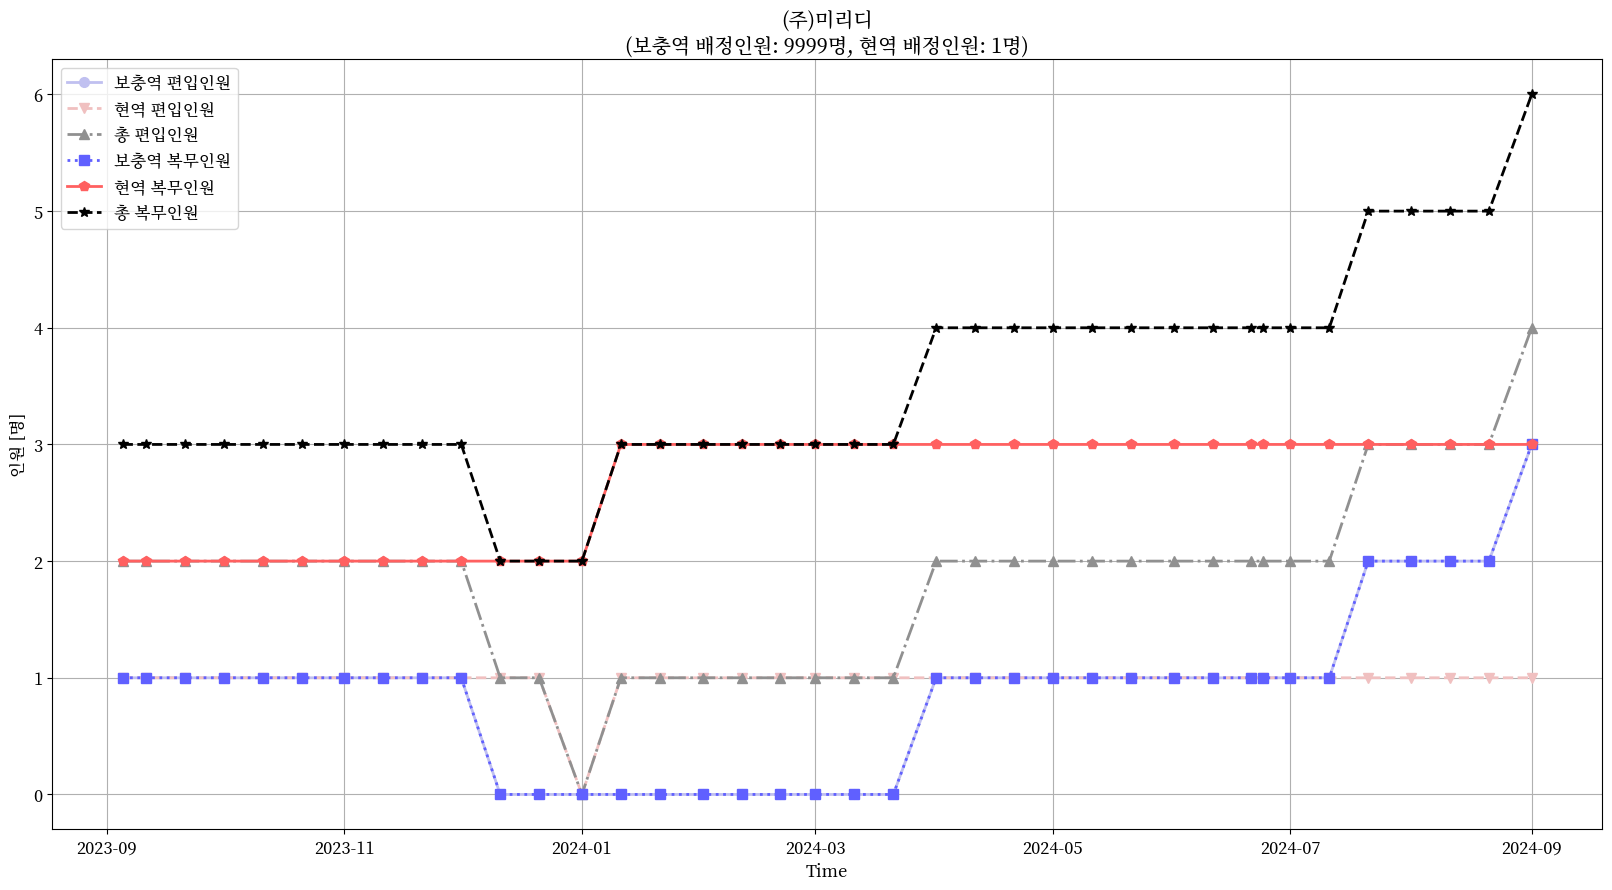 (주)미리디
(보충역 배정인원: 9999명, 현역 배정인원: 1명)
보충역 편입인원
현역 편입인원
총 편입인원
보충역 복무인원
현역 복무인원
총 복무인원
인원 [명]
6
5
4
3
2
1
0
2023-09
2023-11
2024-01
2024-03
2024-05
2024-07
2024-09
Time